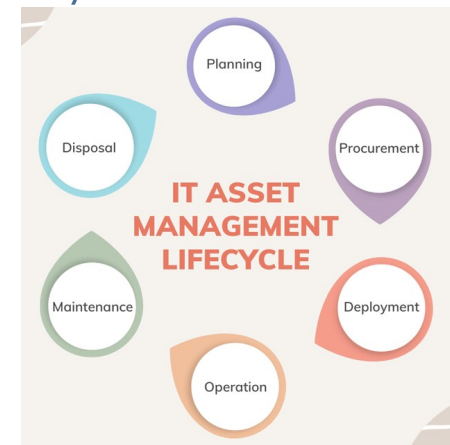 Planning
Procurement
Deployment
Operation
Maintenance
Disposal
IT ASSET
MANAGEMENT
LIFECYCLE